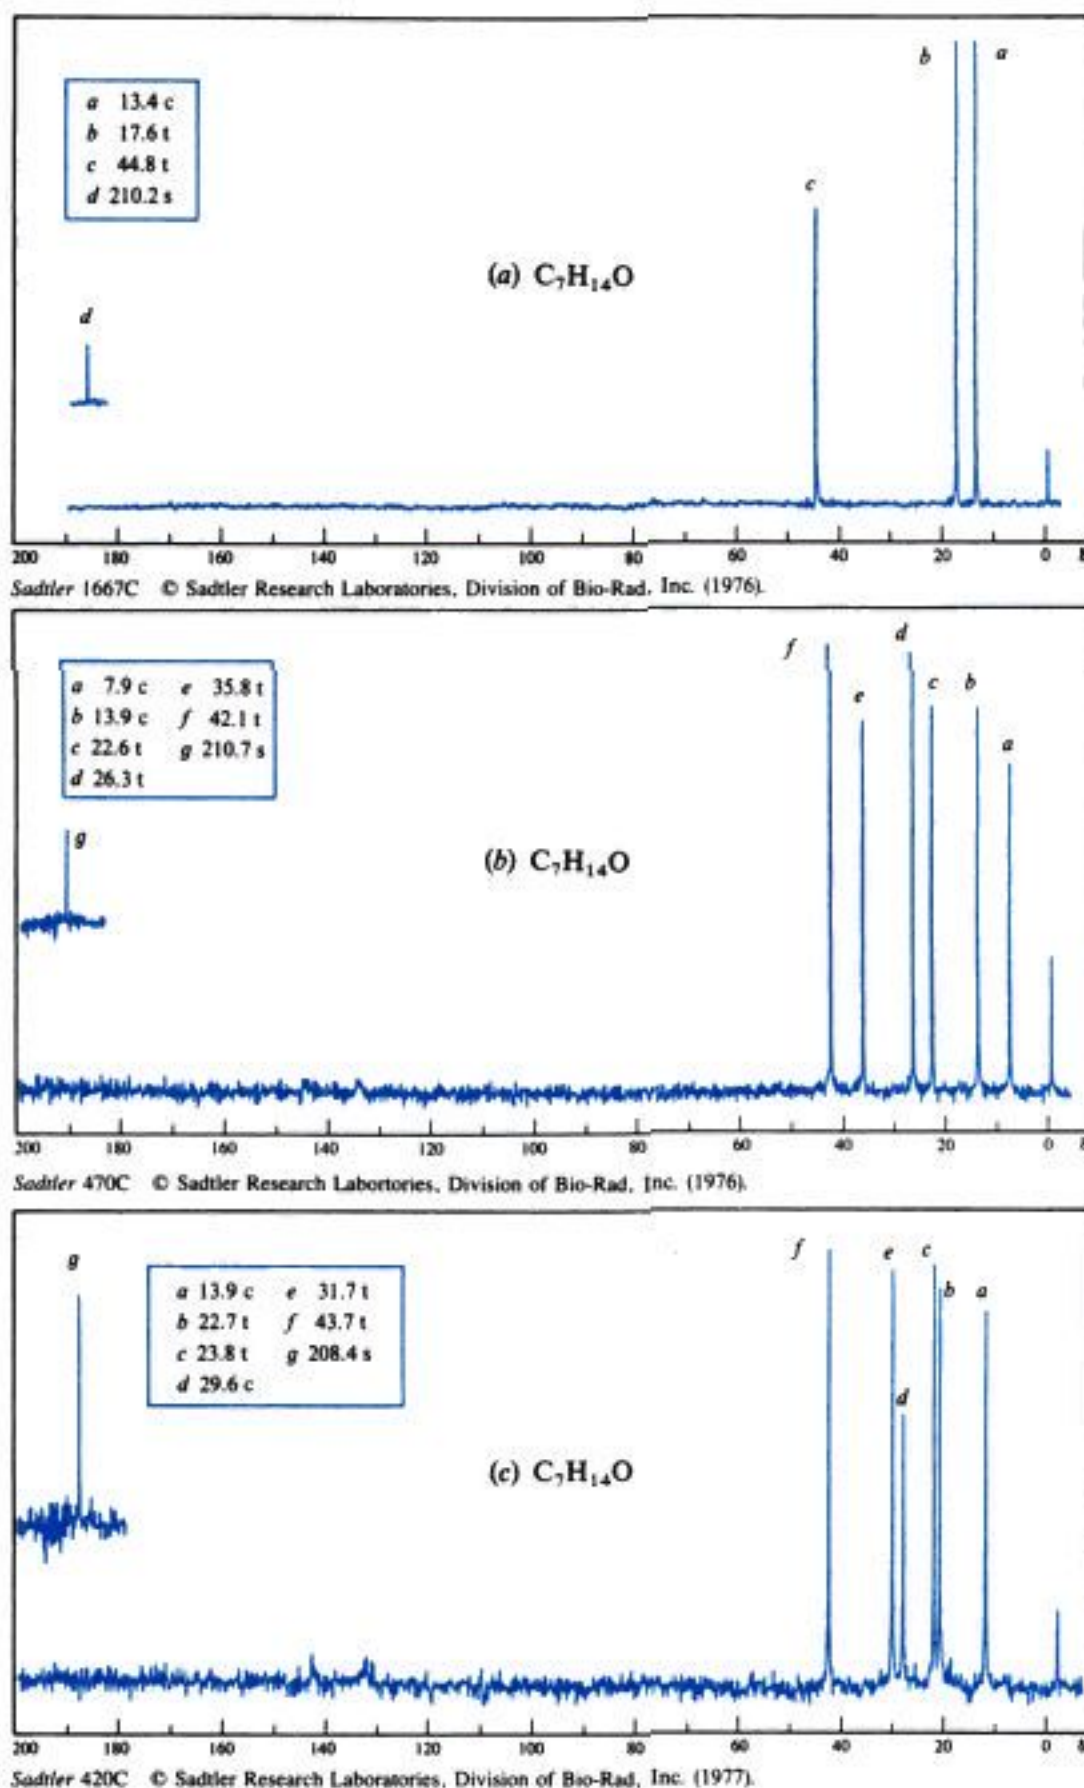 b a
a 13.4 c
b 17.6 t
c 44.8 t
d 210.2 s
c
(a) C₇H₁₄O
d
200 180 160 140 120 100 80 60 40 20 0 δ
Sadtler 1667C © Sadtler Research Laboratories, Division of Bio-Rad, Inc. (1976).
f e d c b a
a 7.9 c e 35.8 t
b 13.9 c f 42.1 t
c 22.6 t g 210.7 s
d 26.3 t
g
(b) C₇H₁₄O
200 180 160 140 120 100 80 60 40 20 0 δ
Sadtler 470C © Sadtler Research Labortories, Division of Bio-Rad, Inc. (1976).
g f e c b a
a 13.9 c e 31.7 t
b 22.7 t f 43.7 t
c 23.8 t g 208.4 s
d 29.6 c
d
(c) C₇H₁₄O
200 180 160 140 120 100 80 60 40 20 0 δ
Sadtler 420C © Sadtler Research Laboratories, Division of Bio-Rad, Inc. (1977).